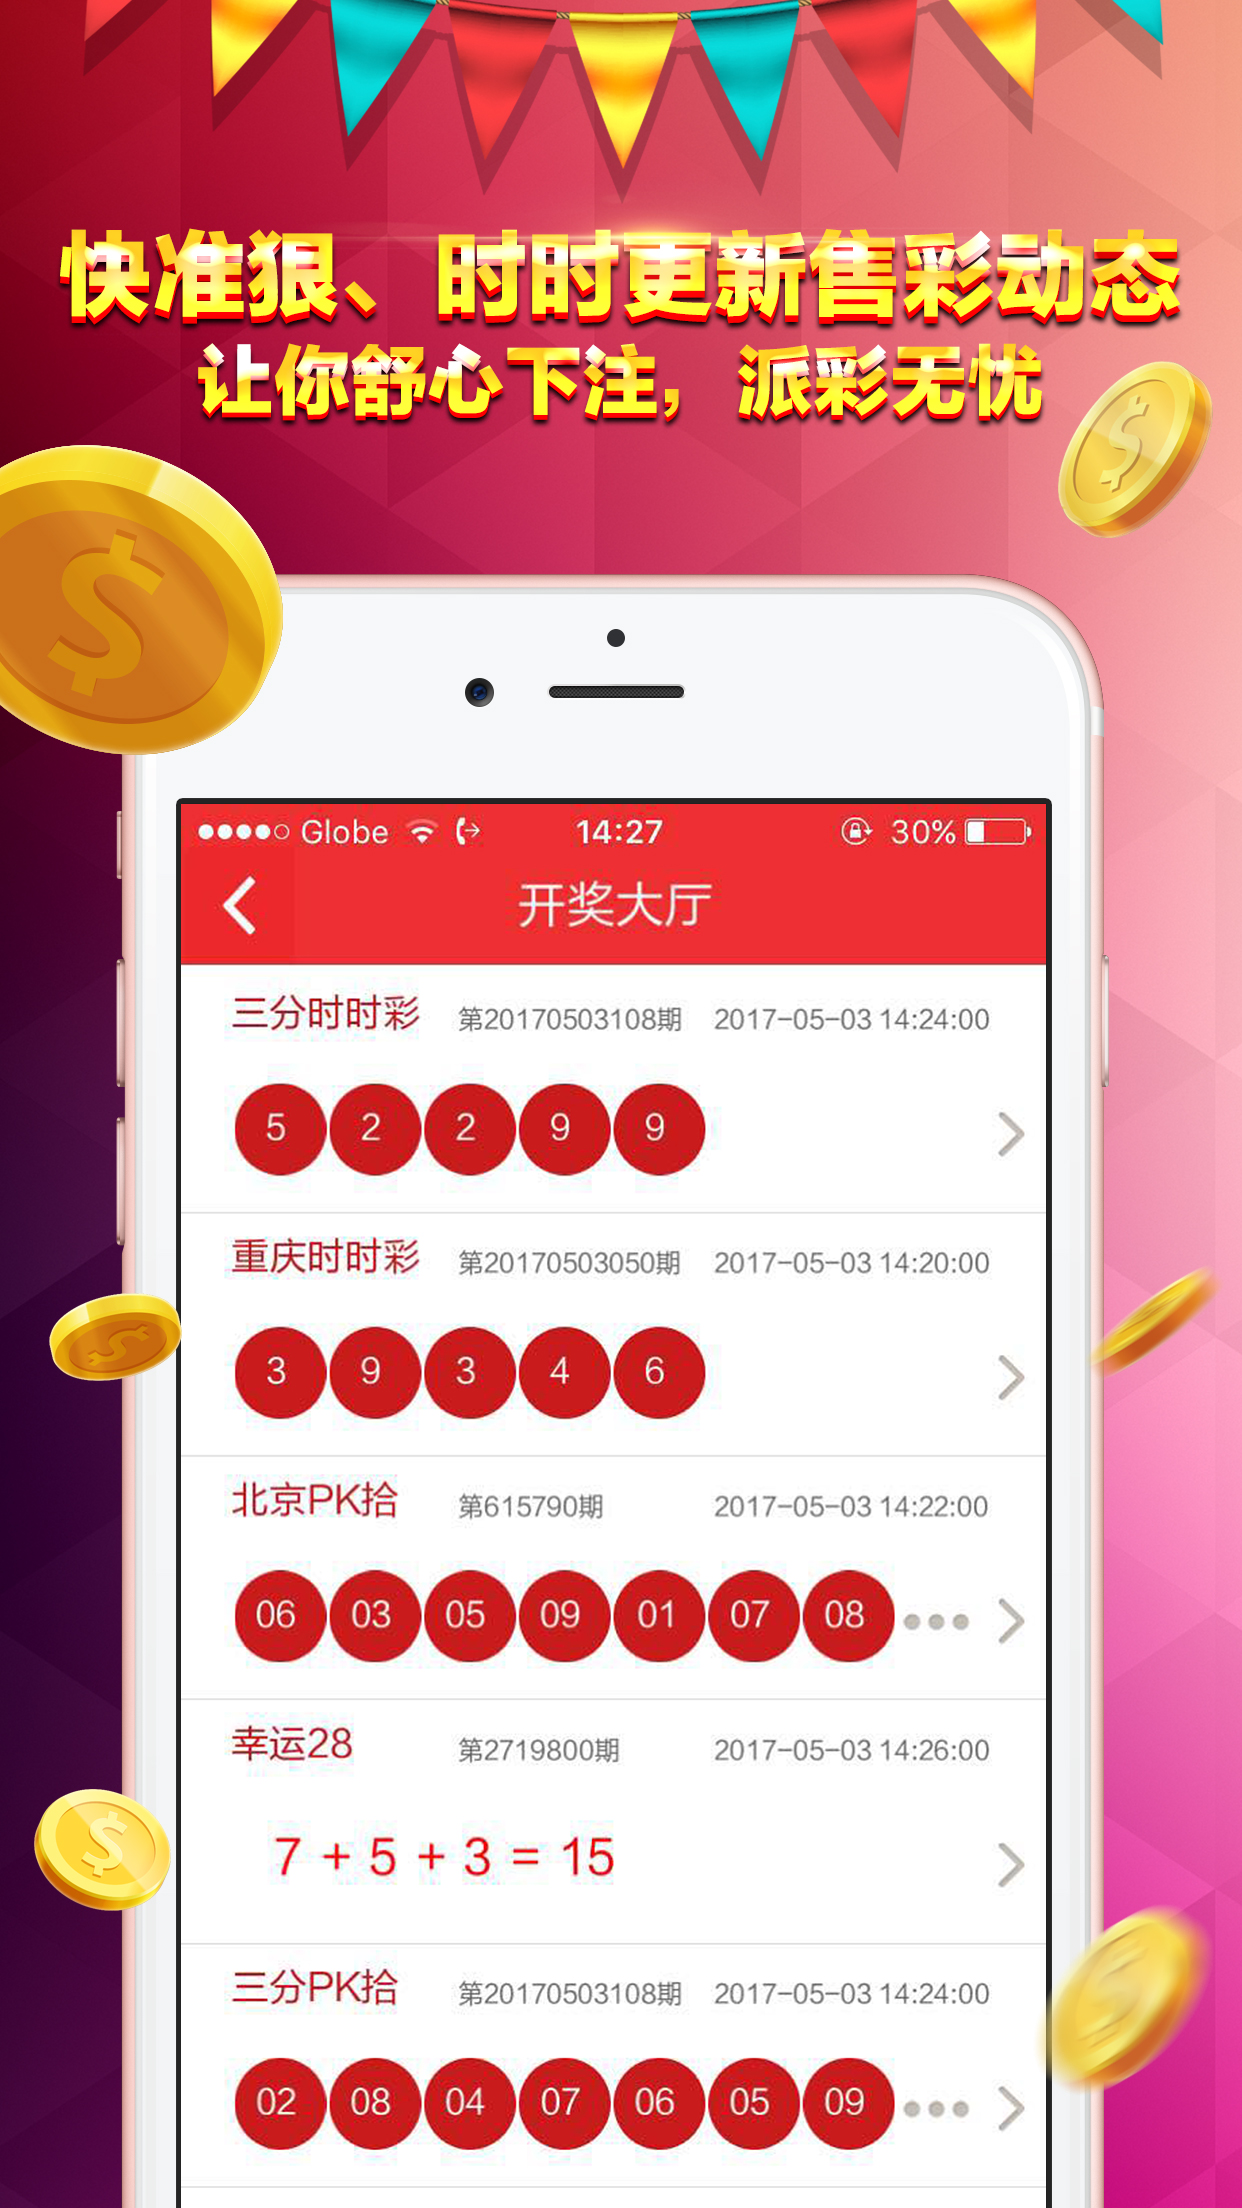 快准狠、时时更新售彩动态
让你舒心下注，派彩无忧
Globe 14:27 30%
开奖大厅
三分时时彩 第20170503108期 2017-05-03 14:24:00
5 2 2 9 9
重庆时时彩 第20170503050期 2017-05-03 14:20:00
3 9 3 4 6
北京PK拾 第615790期 2017-05-03 14:22:00
06 03 05 09 01 07 08
幸运28 第2719800期 2017-05-03 14:26:00
7 + 5 + 3 = 15
三分PK拾 第20170503108期 2017-05-03 14:24:00
02 08 04 07 06 05 09